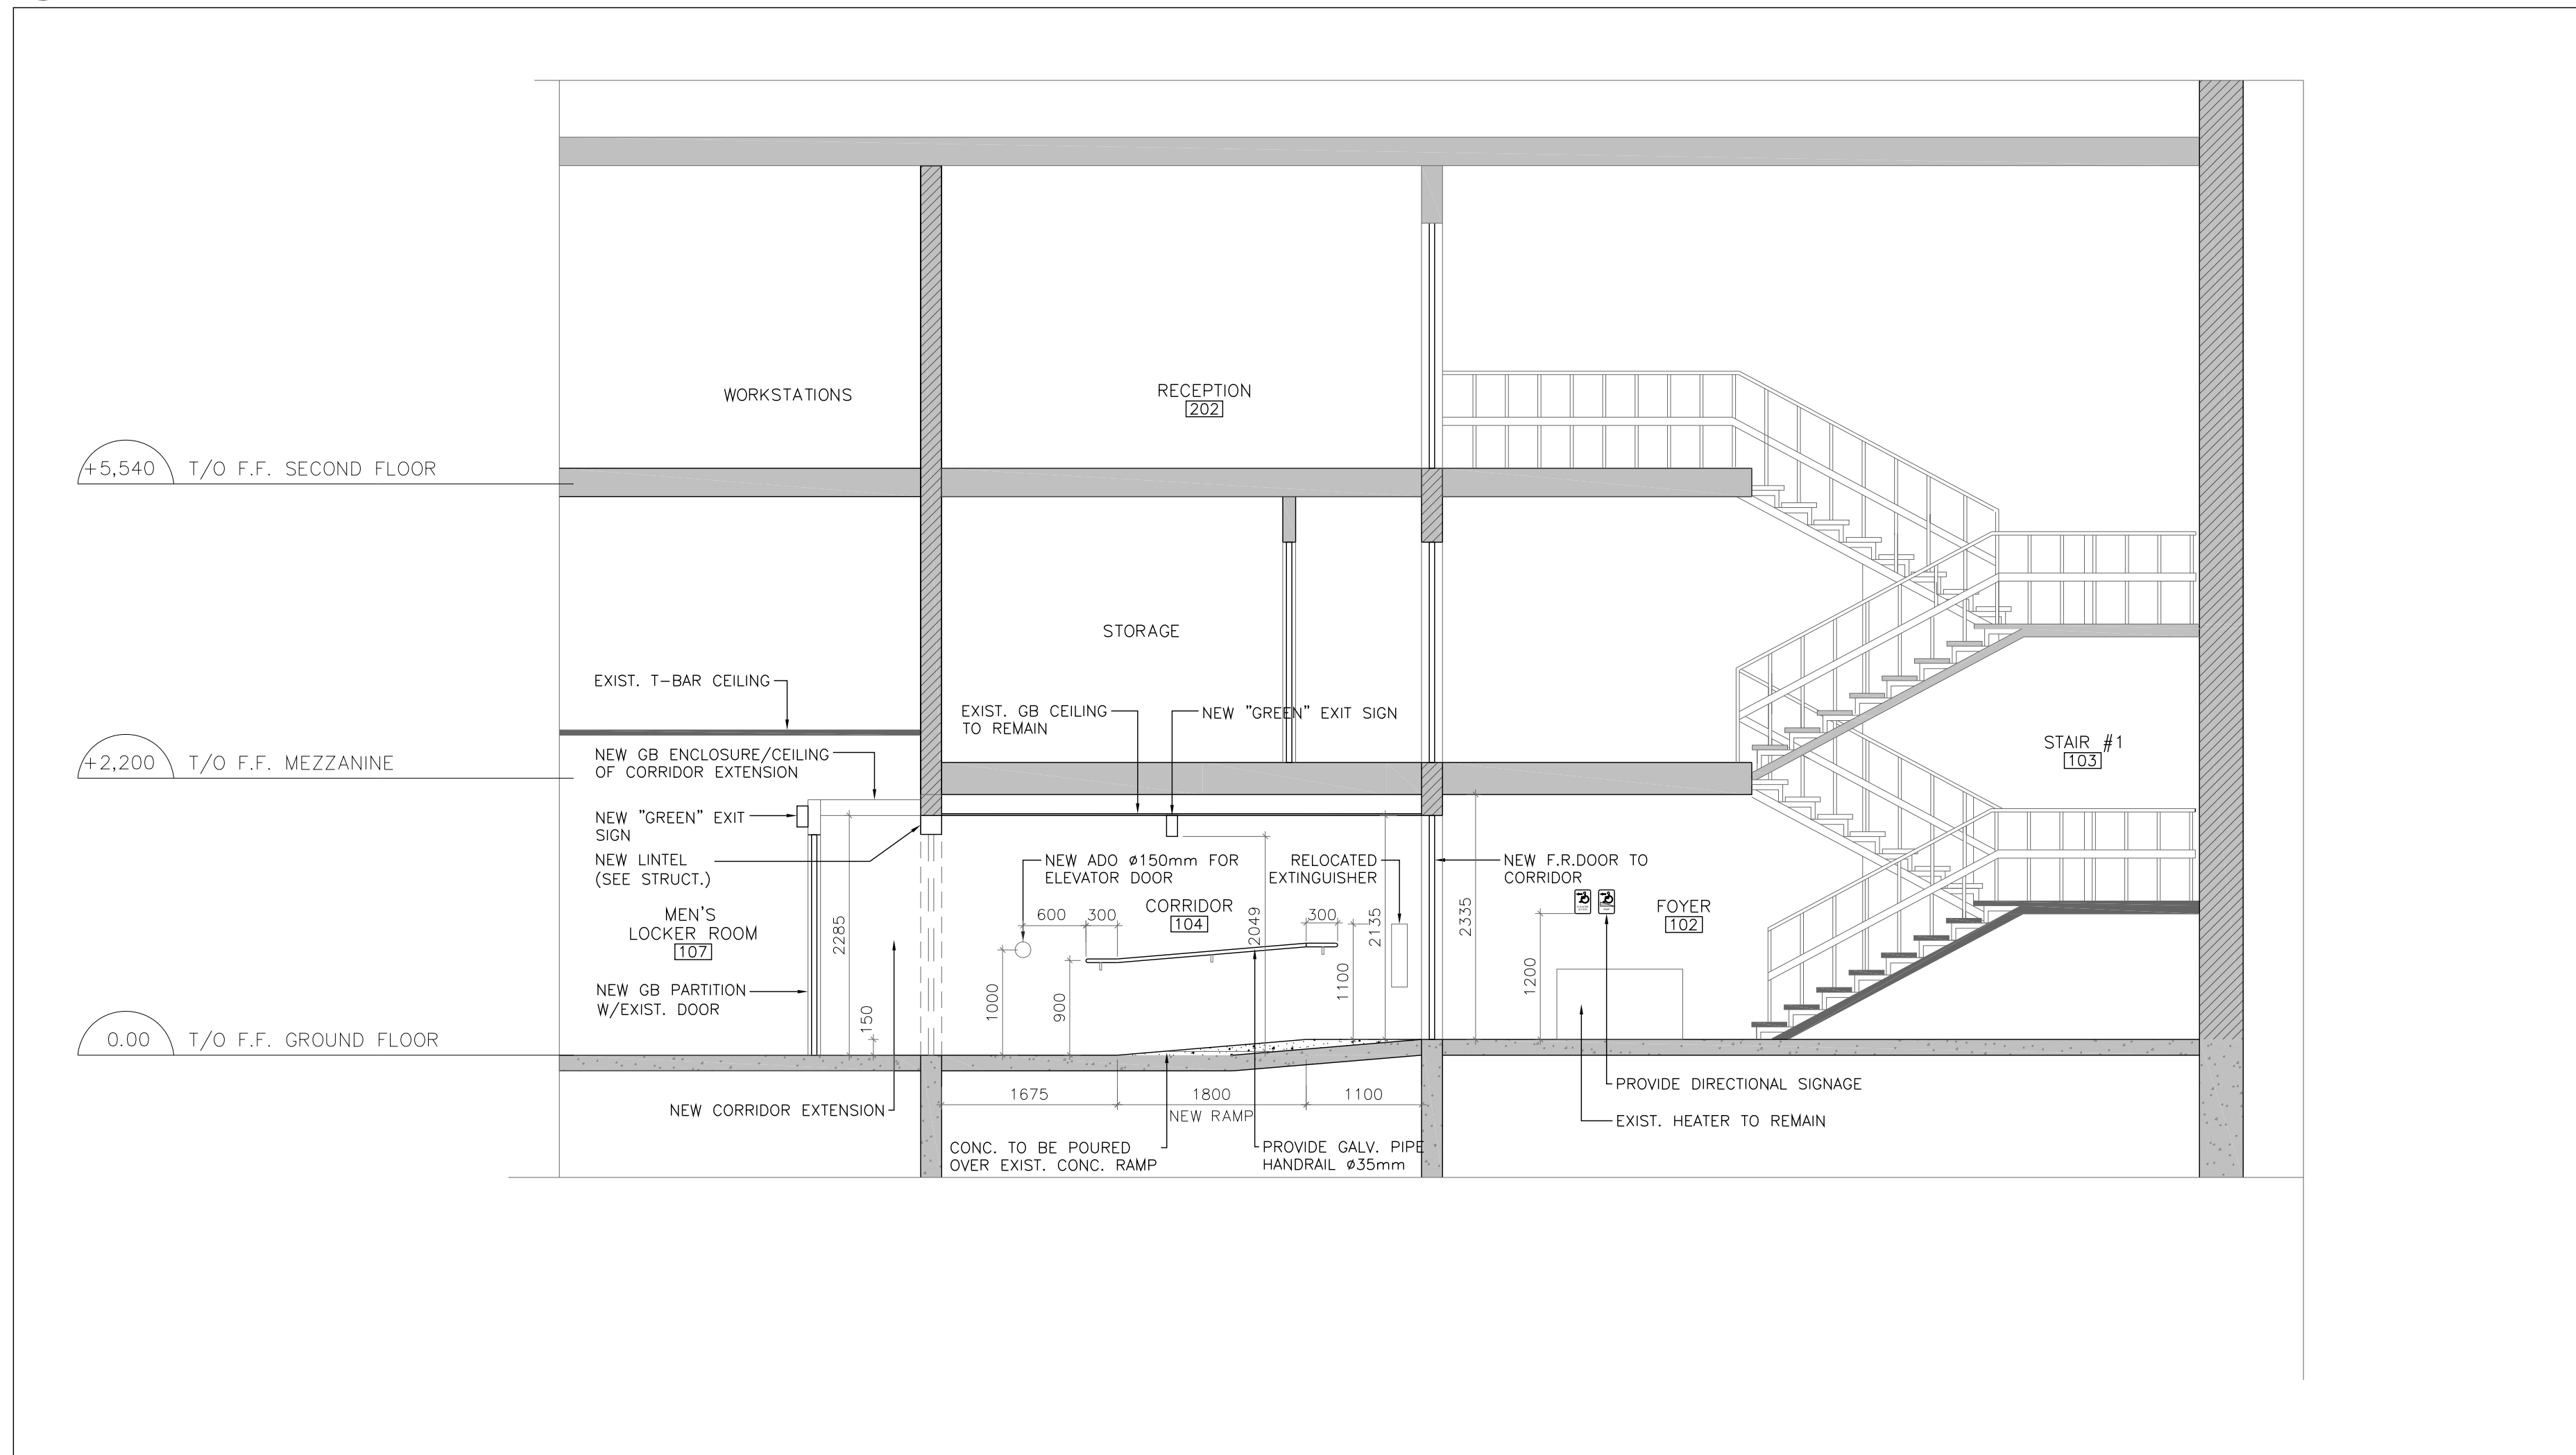 WORKSTATIONS
RECEPTION
202
+5,540 T/O F.F. SECOND FLOOR
STORAGE
EXIST. T-BAR CEILING
EXIST. GB CEILING
TO REMAIN
NEW "GREEN" EXIT SIGN
+2,200 T/O F.F. MEZZANINE
NEW GB ENCLOSURE/CEILING
OF CORRIDOR EXTENSION
STAIR #1
103
NEW "GREEN" EXIT
SIGN
NEW LINTEL
(SEE STRUCT.)
NEW ADO ø150mm FOR
ELEVATOR DOOR
RELOCATED
EXTINGUISHER
NEW F.R.DOOR TO
CORRIDOR
MEN'S
LOCKER ROOM
107
CORRIDOR
104
FOYER
102
600
300
300
2285
2049
2135
2335
150
1000
900
1100
1200
NEW GB PARTITION
W/EXIST. DOOR
0.00 T/O F.F. GROUND FLOOR
NEW CORRIDOR EXTENSION
1675
1800
1100
NEW RAMP
PROVIDE DIRECTIONAL SIGNAGE
EXIST. HEATER TO REMAIN
CONC. TO BE POURED
OVER EXIST. CONC. RAMP
PROVIDE GALV. PIPE
HANDRAIL ø35mm